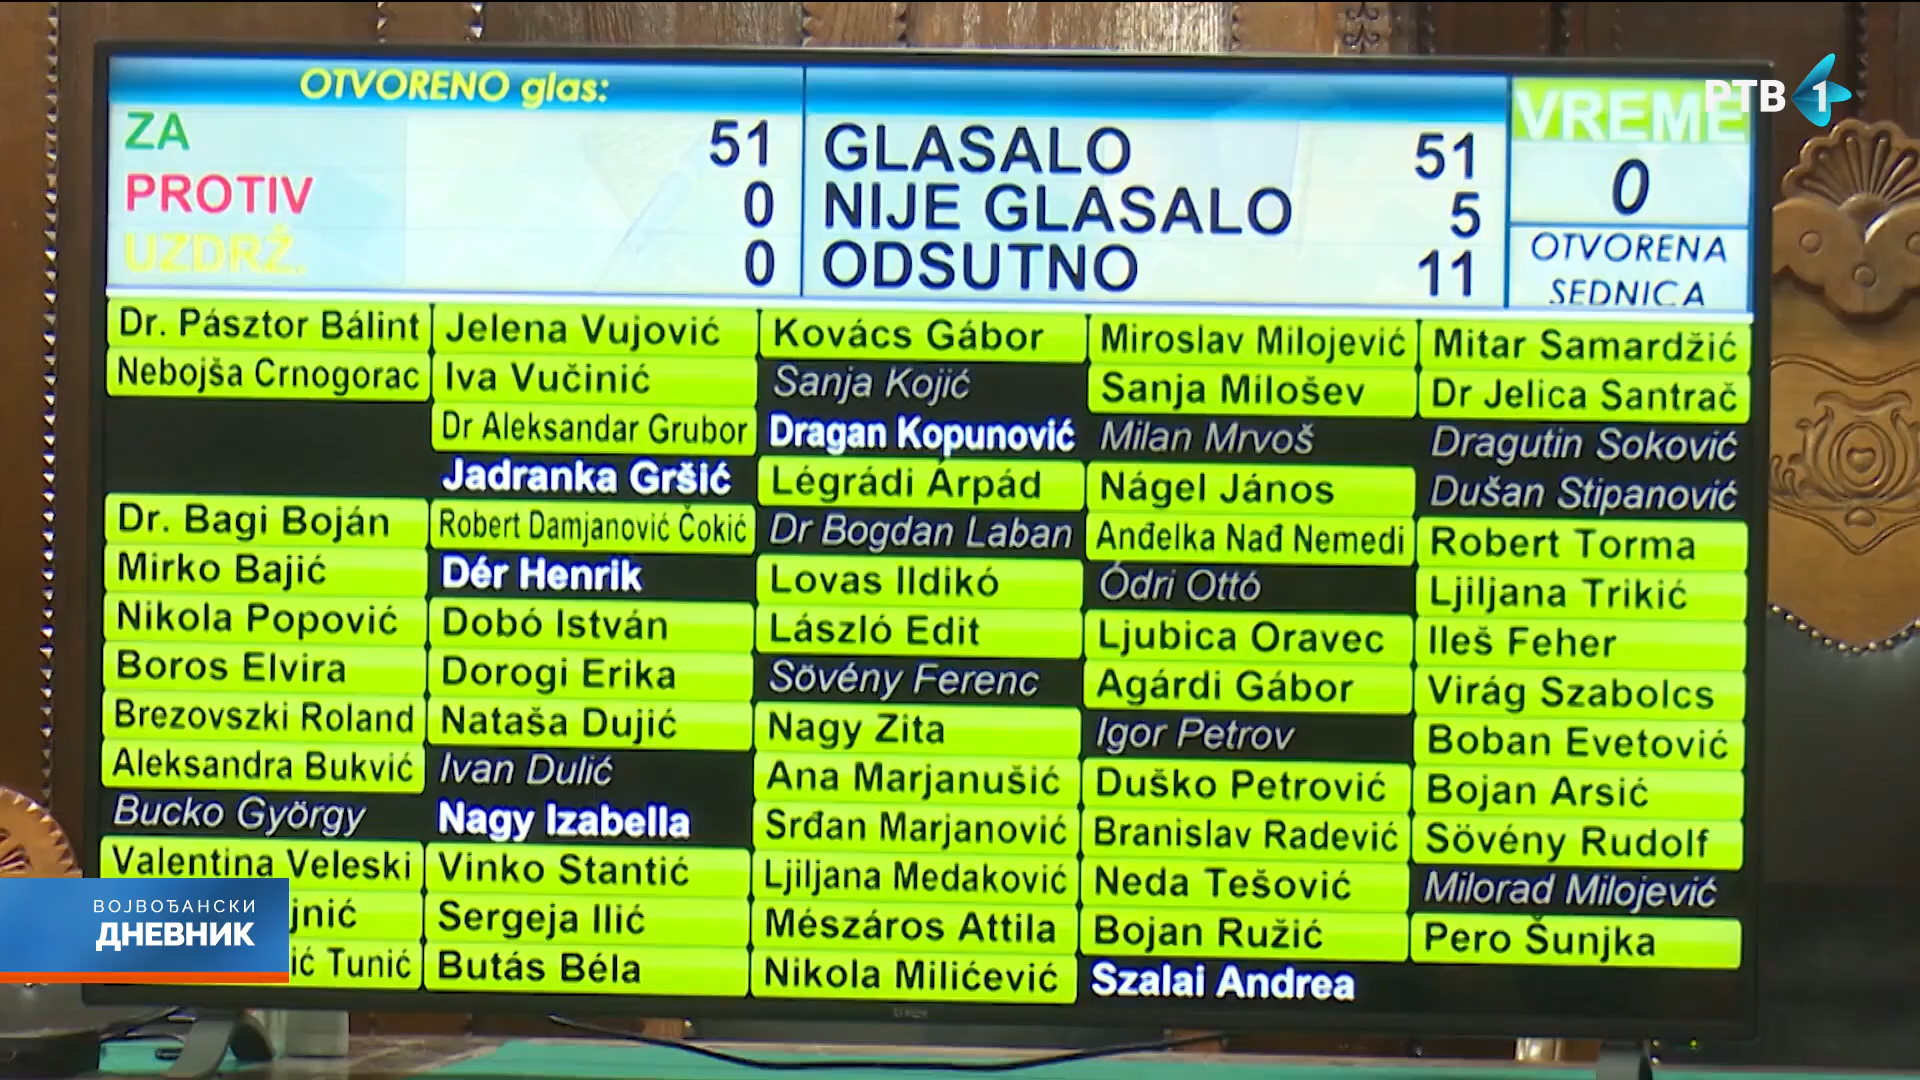 OTVORENO glas:
ZA 51
PROTIV 0
UZDRŽ. 0
GLASALO 51
NIJE GLASALO 5
ODSUTNO 11
VREME
0
OTVORENA
SEDNICA
РТВ 1
Dr. Pásztor Bálint
Nebojša Crnogorac
Dr. Bagi Boján
Mirko Bajić
Nikola Popović
Boros Elvira
Brezovszki Roland
Aleksandra Bukvić
Bucko György
Valentina Veleski
Tunić
Jelena Vujović
Iva Vučinić
Dr Aleksandar Grubor
Jadranka Gršić
Robert Damjanović Čokić
Dér Henrik
Dobó István
Dorogi Erika
Nataša Dujić
Ivan Dulić
Nagy Izabella
Vinko Stantić
Sergeja Ilić
Butás Béla
Kovács Gábor
Sanja Kojić
Dragan Kopunović
Légrádi Árpád
Dr Bogdan Laban
Lovas Ildikó
László Edit
Sövény Ferenc
Nagy Zita
Ana Marjanušić
Srđan Marjanović
Ljiljana Medaković
Mészáros Attila
Nikola Milićević
Miroslav Milojević
Sanja Milošev
Milan Mrvoš
Nágel János
Anđelka Nađ Nemedi
Ódri Ottó
Ljubica Oravec
Agárdi Gábor
Igor Petrov
Duško Petrović
Branislav Radević
Neda Tešović
Bojan Ružić
Szalai Andrea
Mitar Samardžić
Dr Jelica Santrač
Dragutin Soković
Dušan Stipanović
Robert Torma
Ljiljana Trikić
Ileš Feher
Virág Szabolcs
Boban Evetović
Bojan Arsić
Sövény Rudolf
Milorad Milojević
Pero Šunjka
ВОЈВОЂАНСКИ
ДНЕВНИК